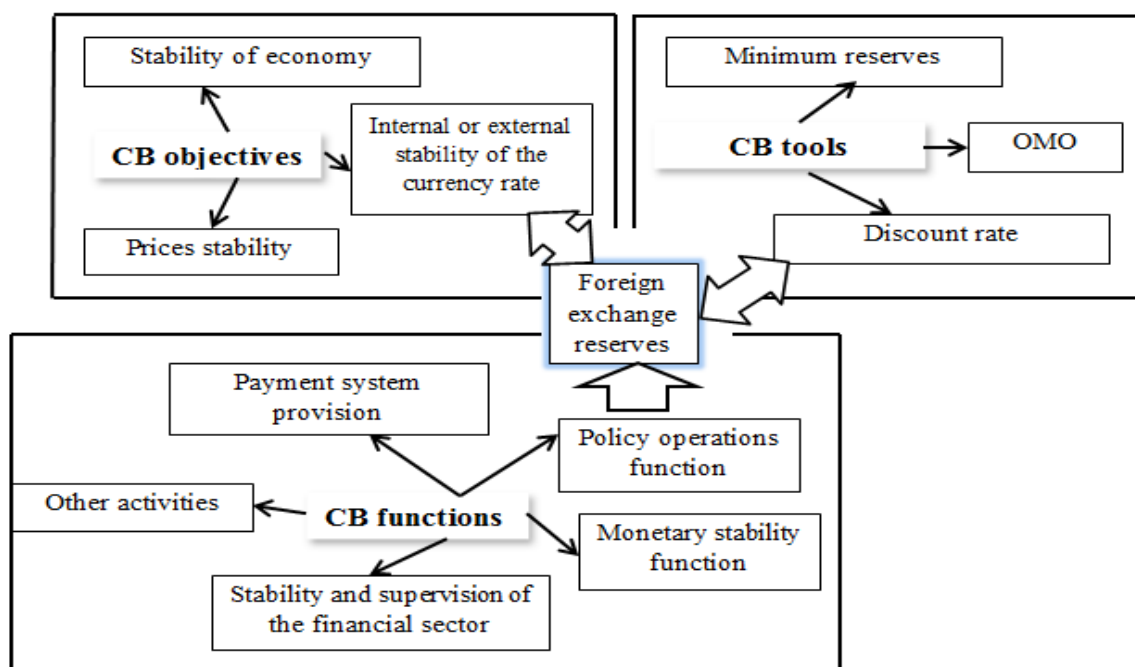 Stability of economy
CB objectives
Internal or external
stability of the
currency rate
Prices stability
Minimum reserves
CB tools
OMO
Discount rate
Foreign
exchange
reserves
Payment system
provision
Policy operations
function
Other activities
CB functions
Monetary stability
function
Stability and supervision of
the financial sector